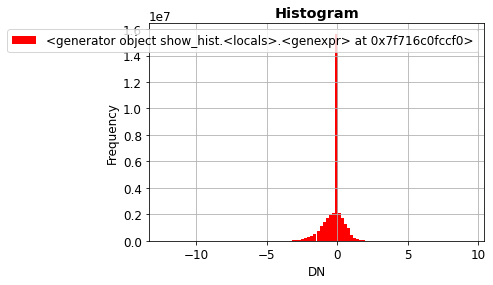 Histogram
1e7
<generator object show_hist.<locals>.<genexpr> at 0x7f716c0fccf0>
1.6
1.4
1.2
1.0
0.8
0.6
0.4
0.2
0.0
Frequency
−10 −5 0 5 10
DN